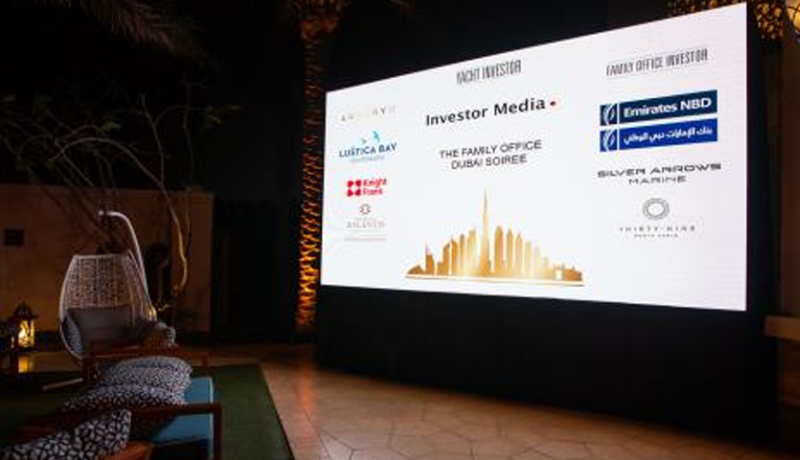 YACHT INVESTOR
FAMILY OFFICE INVESTOR
Investor Media
THE FAMILY OFFICE
DUBAI SOIREE
LUŠTICA BAY
Knight
Frank
ATLANTIS
Emirates NBD
بنك الإمارات دبي الوطني
SILVER ARROWS
MARINE
THIRTY NINE